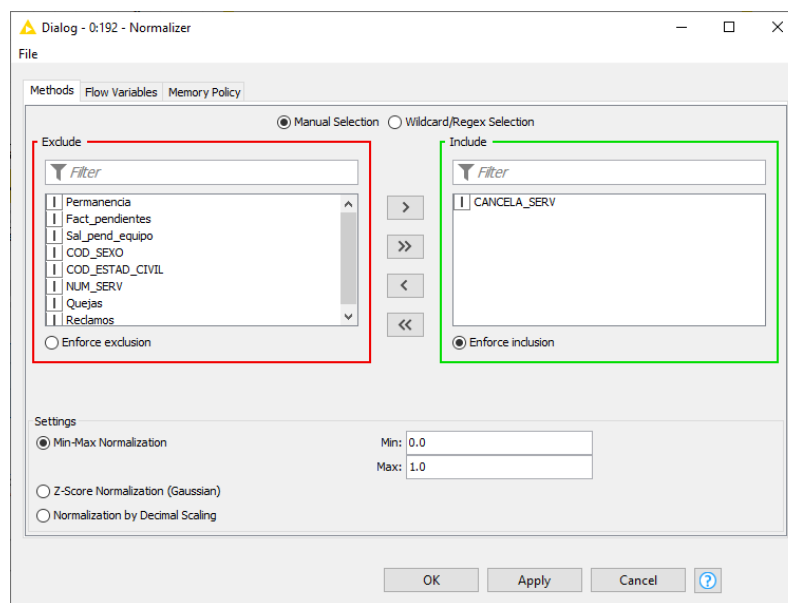 Dialog - 0:192 - Normalizer
File
Methods Flow Variables Memory Policy
Manual Selection Wildcard/Regex Selection
Exclude
Filter
I Permanencia
I Fact_pendientes
I Sal_pend_equipo
I COD_SEXO
I COD_ESTAD_CIVIL
I NUM_SERV
I Quejas
I Reclamos
Enforce exclusion
>
>>
<
<<
Include
Filter
I CANCELA_SERV
Enforce inclusion
Settings
Min-Max Normalization
Min: 0.0
Max: 1.0
Z-Score Normalization (Gaussian)
Normalization by Decimal Scaling
OK Apply Cancel ?